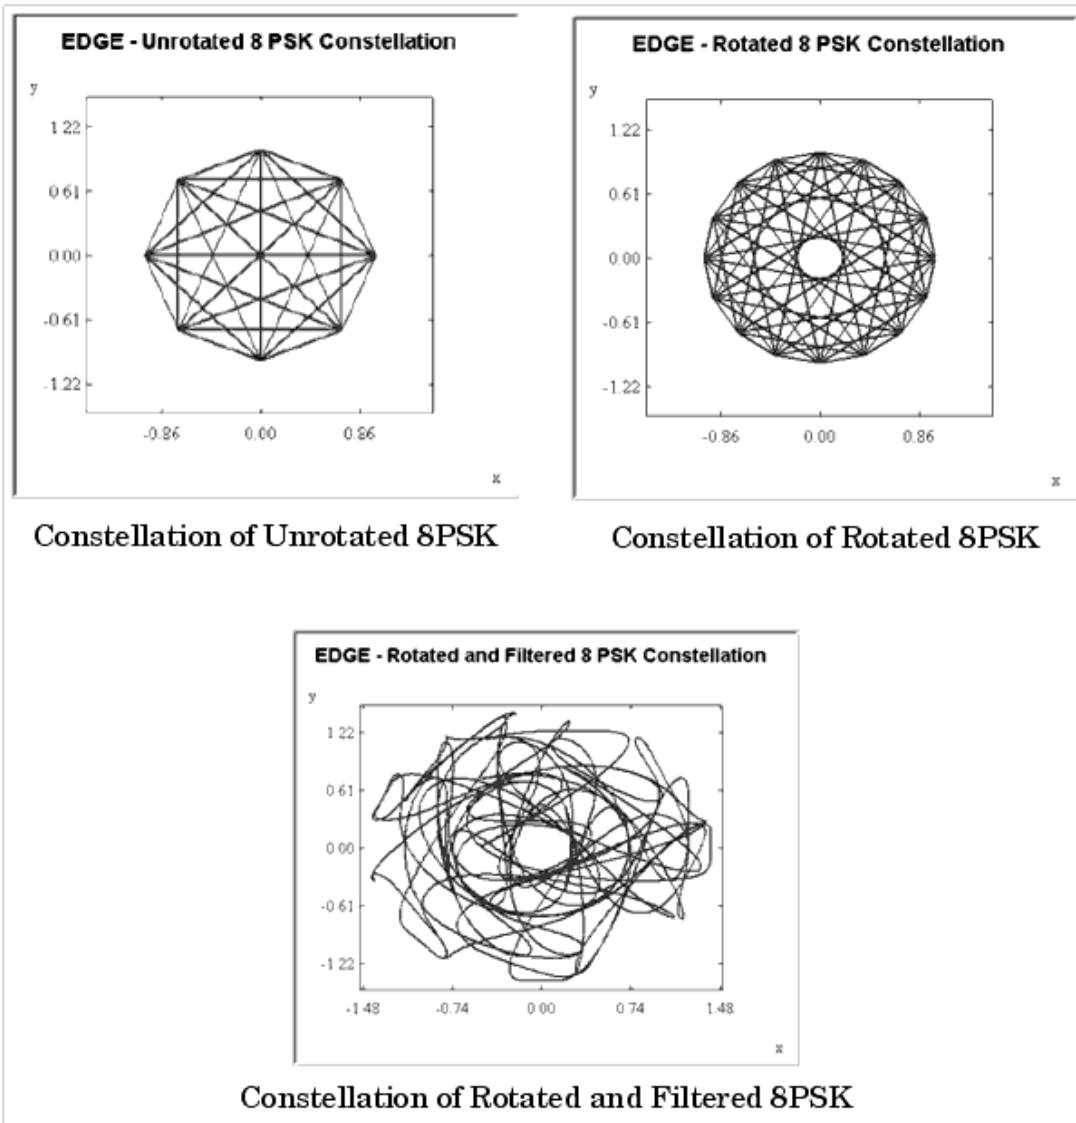 EDGE - Unrotated 8 PSK Constellation
y
1.22
0.61
0.00
-0.61
-1.22
-0.86 0.00 0.86
x
Constellation of Unrotated 8PSK
EDGE - Rotated 8 PSK Constellation
y
1.22
0.61
0.00
-0.61
-1.22
-0.86 0.00 0.86
x
Constellation of Rotated 8PSK
EDGE - Rotated and Filtered 8 PSK Constellation
y
1.22
0.61
0.00
-0.61
-1.22
-1.48 -0.74 0.00 0.74 1.48
x
Constellation of Rotated and Filtered 8PSK